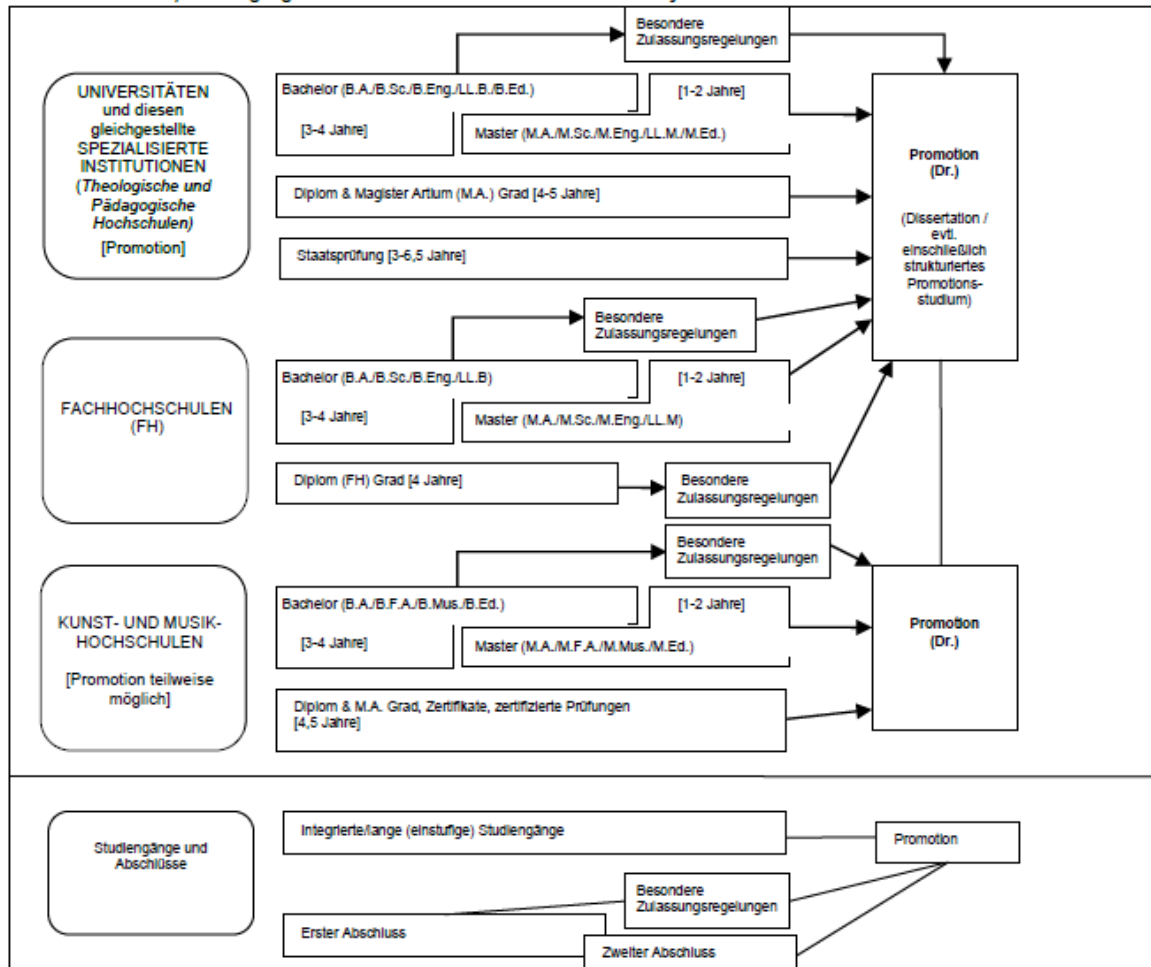 Besondere
Zulassungsregelungen
UNIVERSITÄTEN
und diesen
gleichgestellte
SPEZIALISIERTE
INSTITUTIONEN
(Theologische und
Pädagogische
Hochschulen)
[Promotion]
Bachelor (B.A./B.Sc./B.Eng./LL.B./B.Ed.)
[1-2 Jahre]
[3-4 Jahre]
Master (M.A./M.Sc./M.Eng./LL.M./M.Ed.)
Diplom & Magister Artium (M.A.) Grad [4-5 Jahre]
Staatsprüfung [3-6,5 Jahre]
Promotion
(Dr.)
(Dissertation /
evtl.
einschließlich
strukturiertes
Promotions-
studium)
Besondere
Zulassungsregelungen
FACHHOCHSCHULEN
(FH)
Bachelor (B.A./B.Sc./B.Eng./LL.B)
[1-2 Jahre]
[3-4 Jahre]
Master (M.A./M.Sc./M.Eng./LL.M)
Diplom (FH) Grad [4 Jahre]
Besondere
Zulassungsregelungen
Besondere
Zulassungsregelungen
KUNST- UND MUSIK-
HOCHSCHULEN
[Promotion teilweise
möglich]
Bachelor (B.A./B.F.A./B.Mus./B.Ed.)
[1-2 Jahre]
[3-4 Jahre]
Master (M.A./M.F.A./M.Mus./M.Ed.)
Diplom & M.A. Grad, Zertifikate, zertifizierte Prüfungen
[4,5 Jahre]
Promotion
(Dr.)
Studiengänge und
Abschlüsse
Integrierte/lange (einstufige) Studiengänge
Promotion
Besondere
Zulassungsregelungen
Erster Abschluss
Zweiter Abschluss